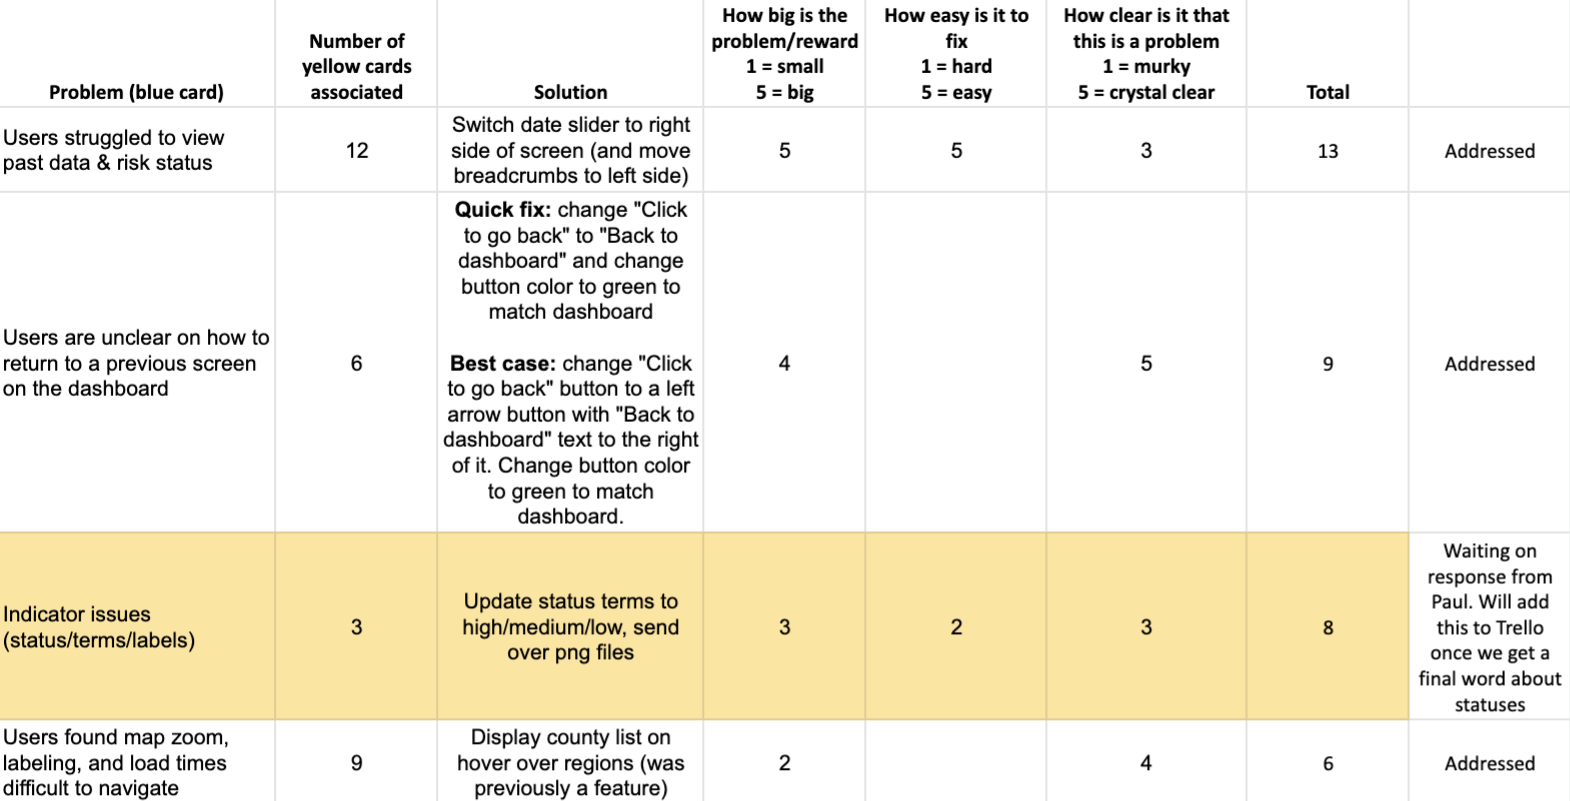 Problem (blue card)
Number of
yellow cards
associated
Solution
How big is the
problem/reward
1 = small
5 = big
How easy is it to
fix
1 = hard
5 = easy
How clear is it that
this is a problem
1 = murky
5 = crystal clear
Total
Users struggled to view
past data & risk status
12
Switch date slider to right
side of screen (and move
breadcrumbs to left side)
5
5
3
13
Addressed
Users are unclear on how to
return to a previous screen
on the dashboard
6
Quick fix: change "Click
to go back" to "Back to
dashboard" and change
button color to green to
match dashboard
Best case: change "Click
to go back" button to a left
arrow button with "Back to
dashboard" text to the right
of it. Change button color
to green to match
dashboard.
4
5
9
Addressed
Indicator issues
(status/terms/labels)
3
Update status terms to
high/medium/low, send
over png files
3
2
3
8
Waiting on
response from
Paul. Will add
this to Trello
once we get a
final word about
statuses
Users found map zoom,
labeling, and load times
difficult to navigate
9
Display county list on
hover over regions (was
previously a feature)
2
4
6
Addressed